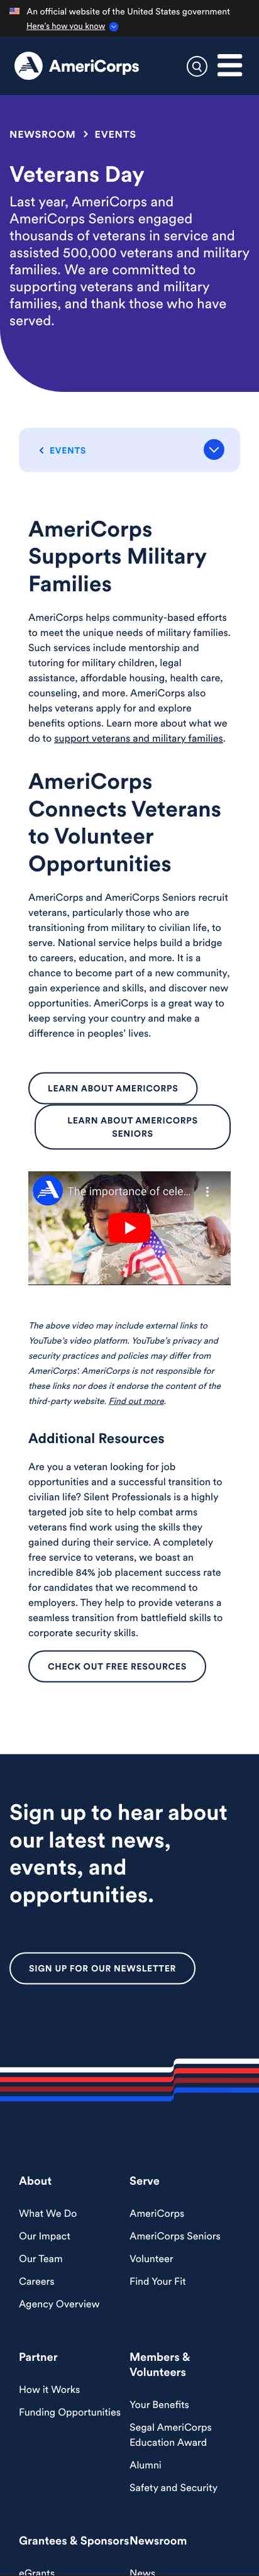 An official website of the United States government
Here's how you know
AmeriCorps
NEWSROOM > EVENTS
Veterans Day
Last year, AmeriCorps and
AmeriCorps Seniors engaged
thousands of veterans in service and
assisted 500,000 veterans and military
families. We are committed to
supporting veterans and military
families, and thank those who have
served.
EVENTS
AmeriCorps
Supports Military
Families
AmeriCorps helps community-based efforts
to meet the unique needs of military families.
Such services include mentorship and
tutoring for military children, legal
assistance, affordable housing, health care,
counseling, and more. AmeriCorps also
helps veterans apply for and explore
benefits options. Learn more about what we
do to support veterans and military families.
AmeriCorps
Connects Veterans
to Volunteer
Opportunities
AmeriCorps and AmeriCorps Seniors recruit
veterans, particularly those who are
transitioning from military to civilian life, to
serve. National service helps build a bridge
to careers, education, and more. It is a
chance to become part of a new community,
gain experience and skills, and discover new
opportunities. AmeriCorps is a great way to
keep serving your country and make a
difference in peoples' lives.
LEARN ABOUT AMERICORPS
LEARN ABOUT AMERICORPS
SENIORS
The importance of cele...
The above video may include external links to
YouTube's video platform. YouTube's privacy and
security practices and policies may differ from
AmeriCorps'. AmeriCorps is not responsible for
these links nor does it endorse the content of the
third-party website. Find out more.
Additional Resources
Are you a veteran looking for job
opportunities and a successful transition to
civilian life? Silent Professionals is a highly
targeted job site to help combat arms
veterans find work using the skills they
gained during their service. A completely
free service to veterans, we boast an
incredible 84% job placement success rate
for candidates that we recommend to
employers. They help to provide veterans a
seamless transition from battlefield skills to
corporate security skills.
CHECK OUT FREE RESOURCES
Sign up to hear about
our latest news,
events, and
opportunities.
SIGN UP FOR OUR NEWSLETTER
About
What We Do
Our Impact
Our Team
Careers
Agency Overview
Serve
AmeriCorps
AmeriCorps Seniors
Volunteer
Find Your Fit
Partner
How it Works
Funding Opportunities
Members &
Volunteers
Your Benefits
Segal AmeriCorps
Education Award
Alumni
Safety and Security
Grantees & Sponsors
eGrants
Newsroom
News